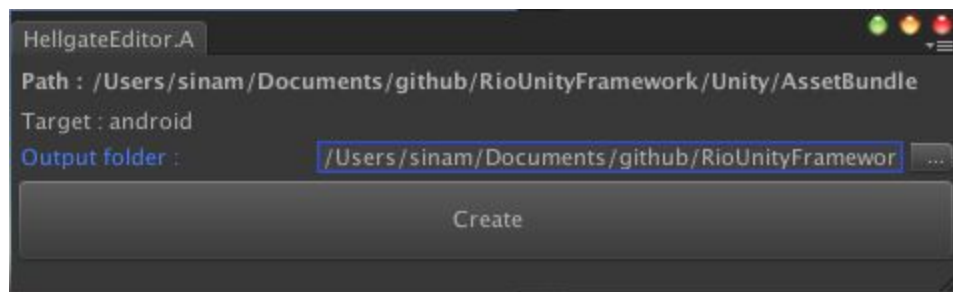 HellgateEditor.A
Path : /Users/sinam/Documents/github/RioUnityFramework/Unity/AssetBundle
Target : android
Output folder : /Users/sinam/Documents/github/RioUnityFramewor ...
Create